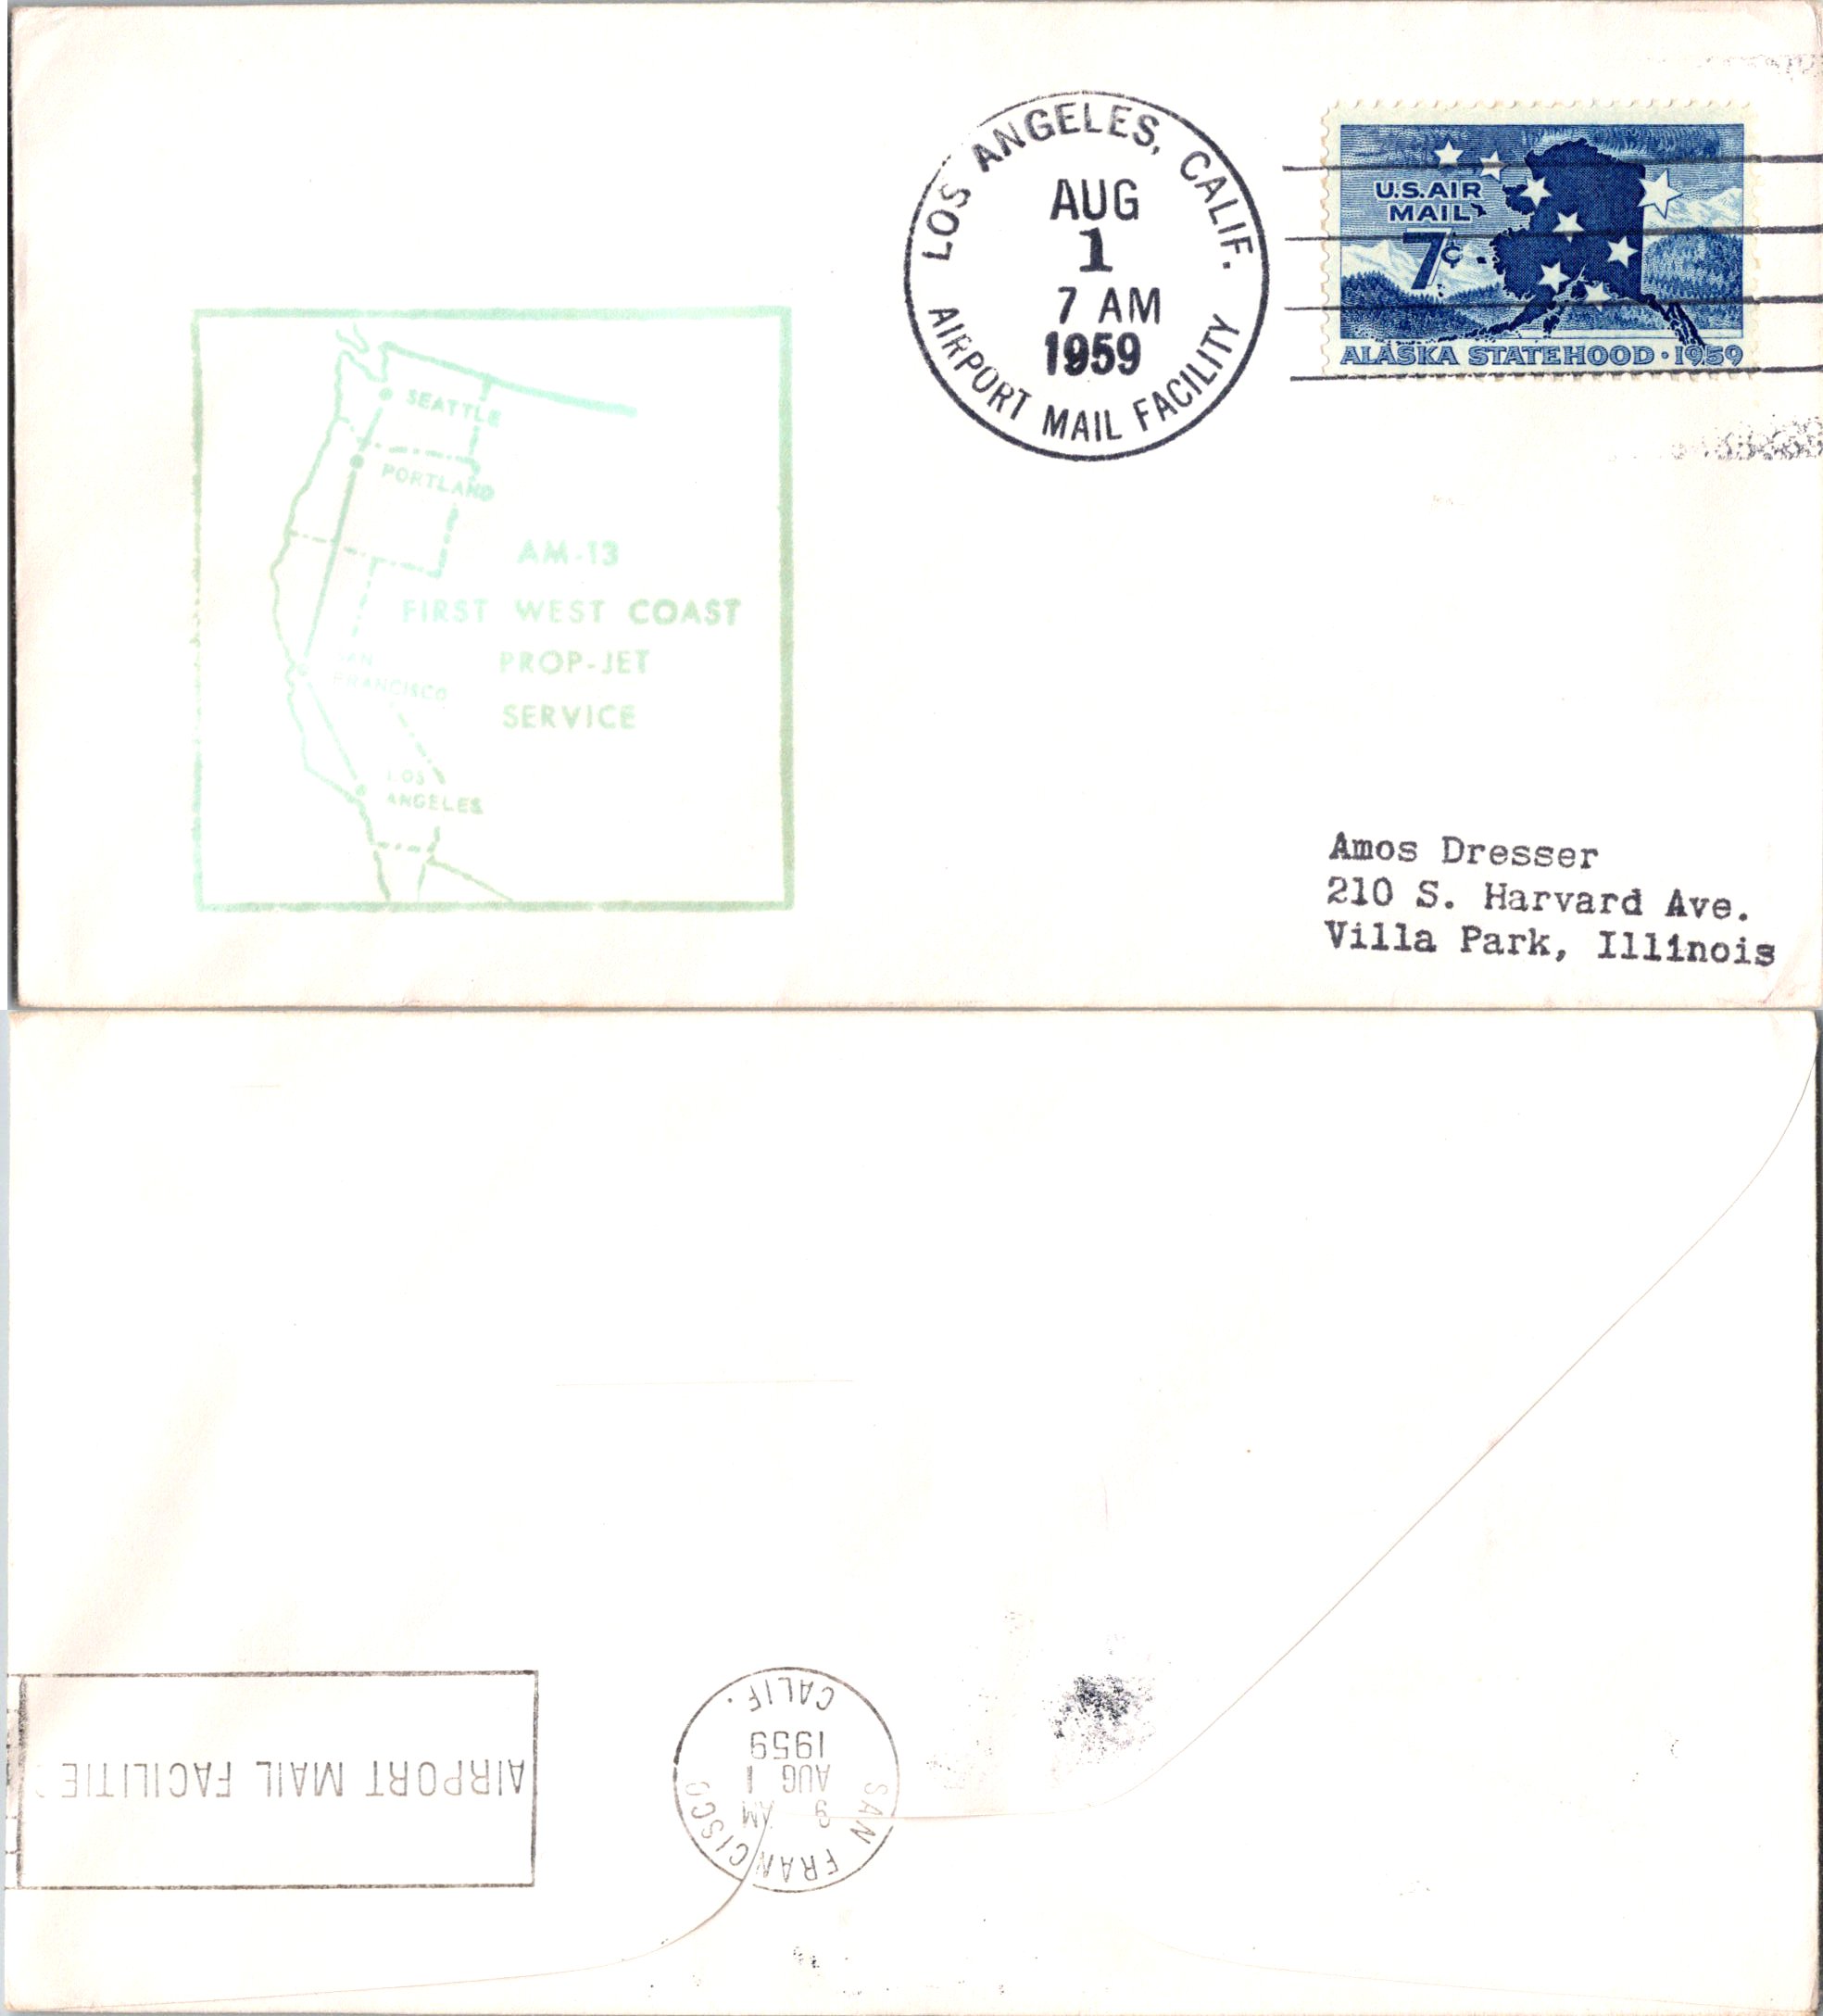 LOS ANGELES, CALIF.
AUG
1
7 AM
1959
AIRPORT MAIL FACILITY
U.S. AIR
MAIL
7¢
ALASKA STATEHOOD · 1959
SEATTLE
PORTLAND
AM-13
FIRST WEST COAST
PROP-JET
SERVICE
SAN
FRANCISCO
LOS
ANGELES
Amos Dresser
210 S. Harvard Ave.
Villa Park, Illinois
AIRPORT MAIL FACILITIE
SAN FRANCISCO
9 AM
AUG 1
1959
CALIF.